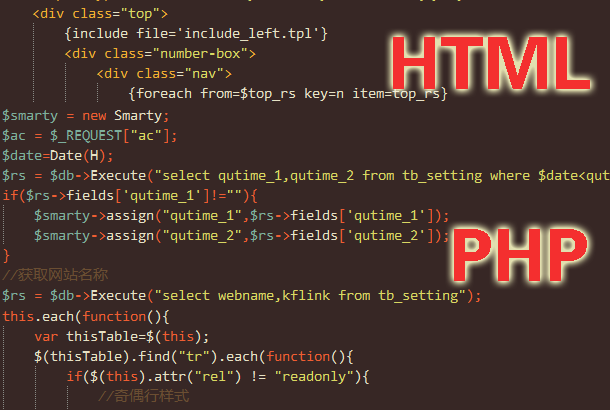 <div class="top">
{include file='include_left.tpl'}
<div class="number-box">
<div class="nav">
{foreach from=$top_rs key=n item=top_rs}
HTML
$smarty = new Smarty;
$ac = $_REQUEST["ac"];
$date=Date(H);
$rs = $db->Execute("select qutime_1,qutime_2 from tb_setting where $date<qut
if($rs->fields['qutime_1']!=""){
$smarty->assign("qutime_1",$rs->fields['qutime_1']);
$smarty->assign("qutime_2",$rs->fields['qutime_2']);
}
PHP
//获取网站名称
$rs = $db->Execute("select webname,kflink from tb_setting");
this.each(function(){
var thisTable=$(this);
$(thisTable).find("tr").each(function(){
if($(this).attr("rel") != "readonly"){
//奇偶行样式